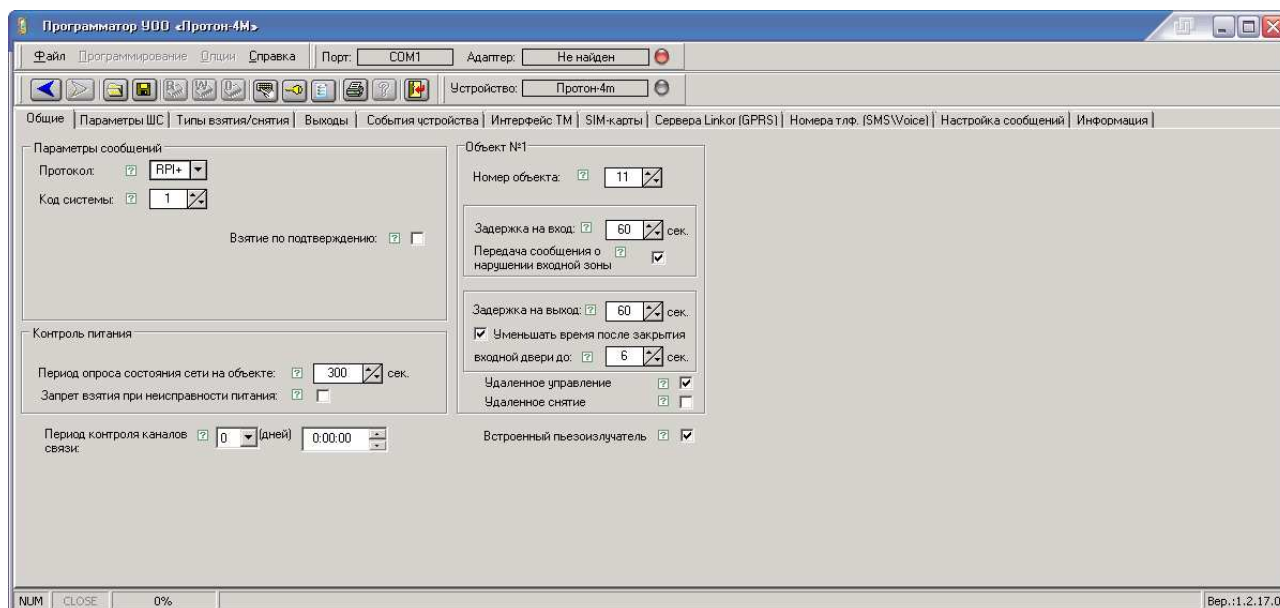 Программатор УОО «Протон-4М»
Файл Программирование Опции Справка Порт: COM1 Адаптер: Не найден
Устройство: Протон-4m
Общие Параметры ШС Типы взятия/снятия Выходы События устройства Интерфейс ТМ SIM-карты Сервера Linkor (GPRS) Номера тлф. (SMS\Voice) Настройка сообщений Информация
Параметры сообщений
Протокол: ? RPI+
Код системы: ? 1
Взятие по подтверждению: ?
Контроль питания
Период опроса состояния сети на объекте: ? 300 сек.
Запрет взятия при неисправности питания: ?
Период контроля каналов ? 0 (дней) 0:00:00
связи:
Объект №1
Номер объекта: ? 11
Задержка на вход: ? 60 сек.
Передача сообщения о ?
нарушении входной зоны
Задержка на выход: ? 60 сек.
Уменьшать время после закрытия
входной двери до: ? 6 сек.
Удаленное управление ?
Удаленное снятие ?
Встроенный пьезоизлучатель ?
NUM CLOSE 0% Вер.:1.2.17.0